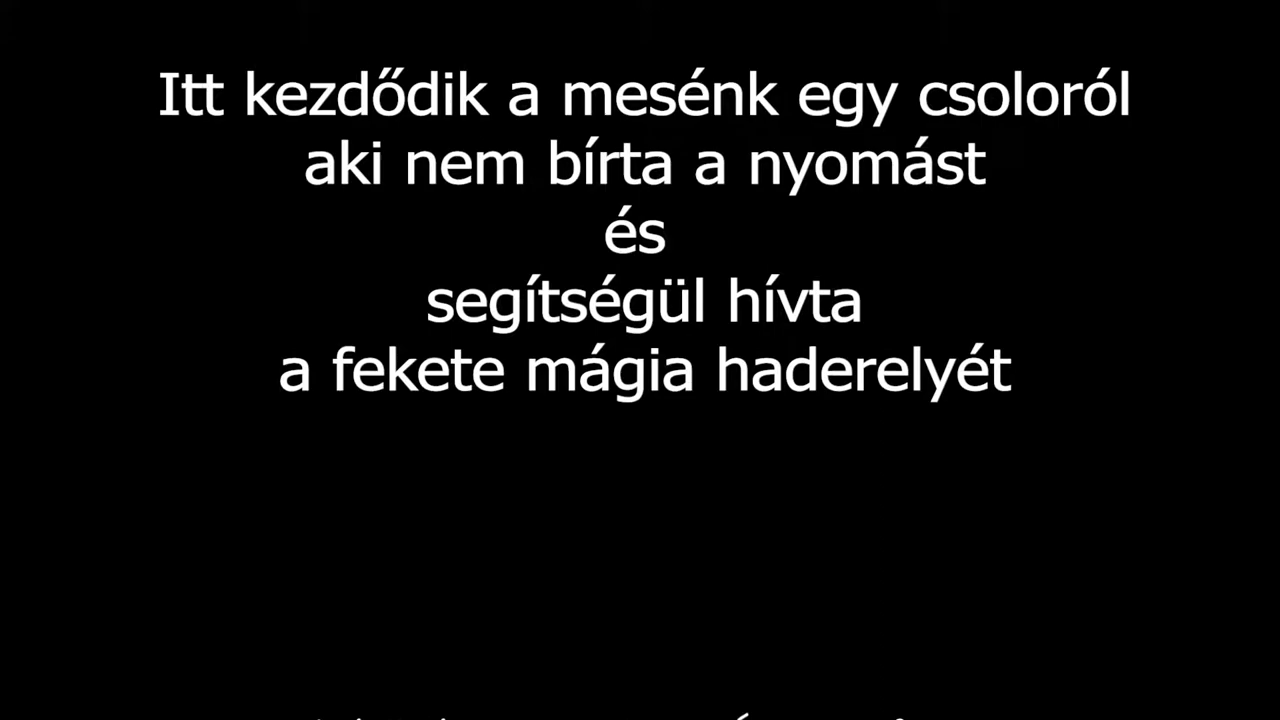 Itt kezdődik a mesénk egy csoloról
aki nem bírta a nyomást
és
segítségül hívta
a fekete mágia haderelyét